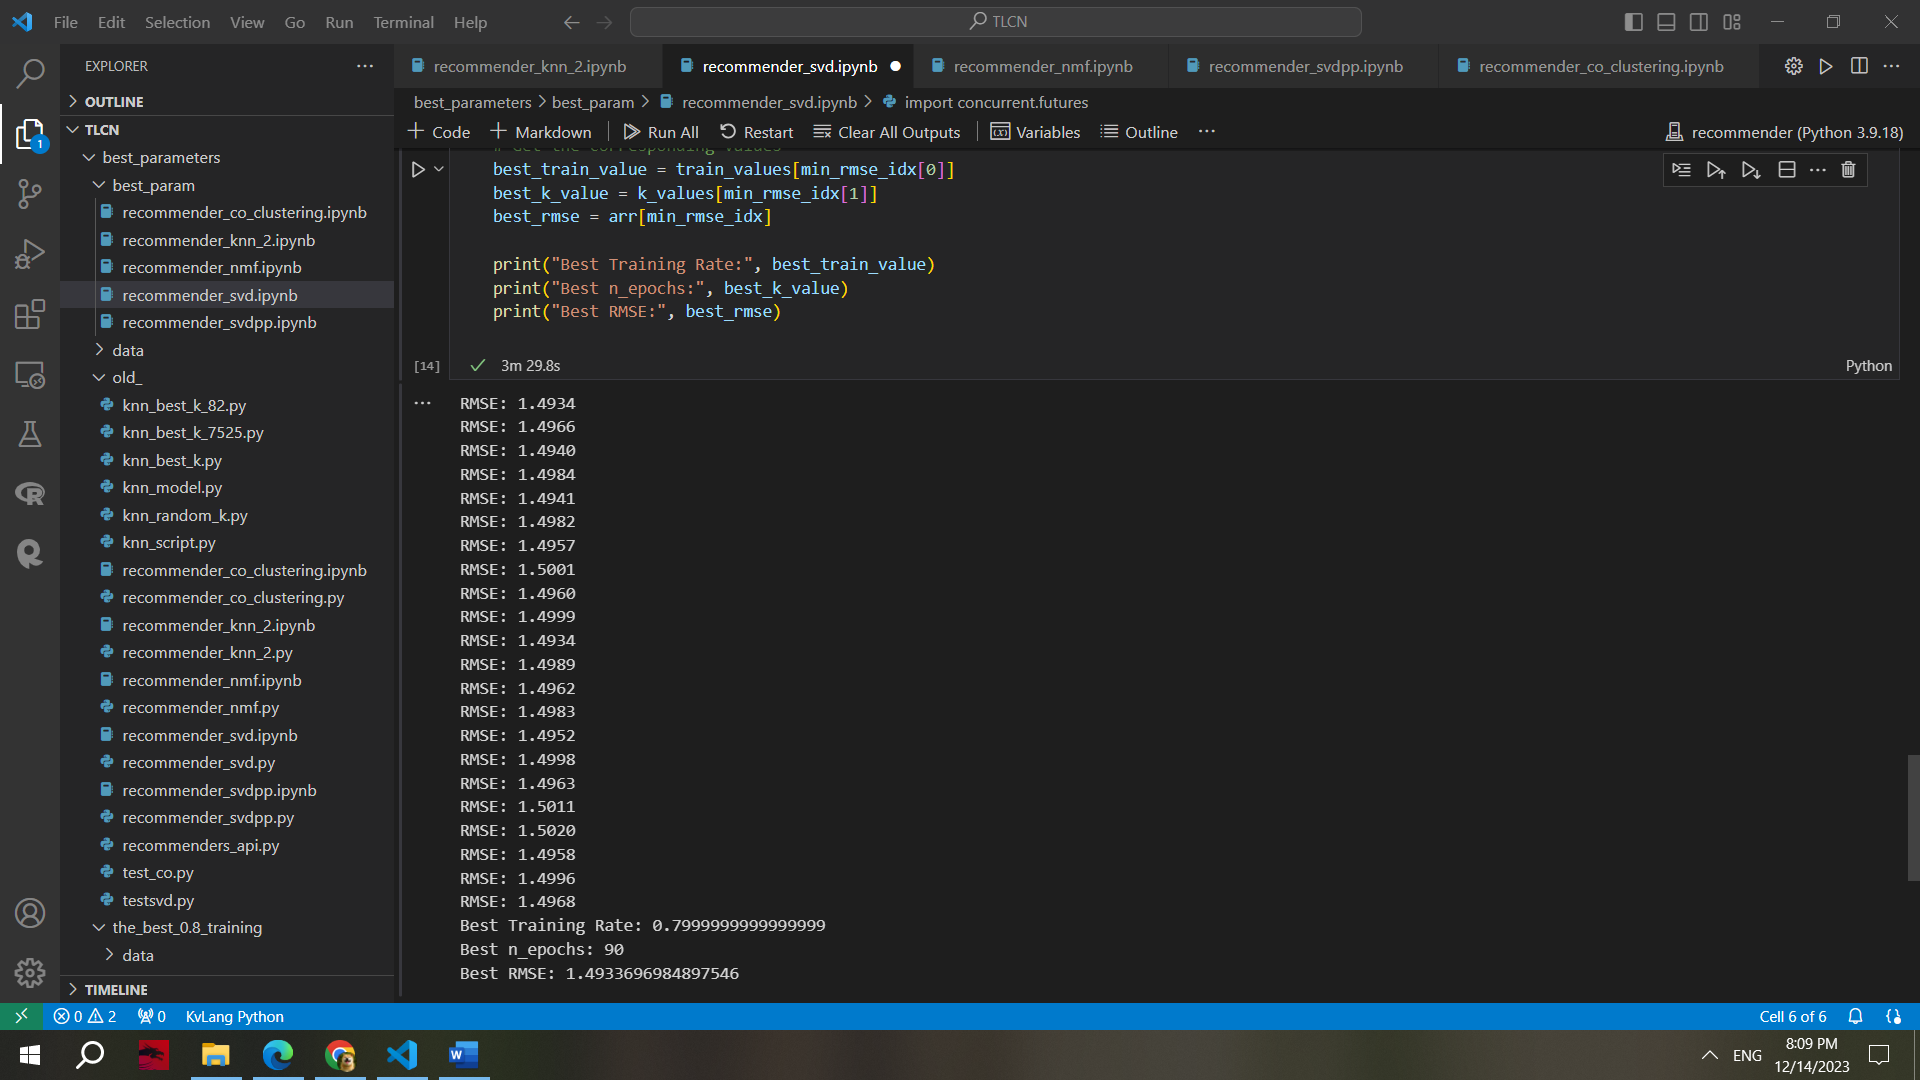 File Edit Selection View Go Run Terminal Help
TLCN
EXPLORER
recommender_knn_2.ipynb
recommender_svd.ipynb
recommender_nmf.ipynb
recommender_svdpp.ipynb
recommender_co_clustering.ipynb
OUTLINE
TLCN
best_parameters
best_param
recommender_co_clustering.ipynb
recommender_knn_2.ipynb
recommender_nmf.ipynb
recommender_svd.ipynb
recommender_svdpp.ipynb
data
old_
knn_best_k_82.py
knn_best_k_7525.py
knn_best_k.py
knn_model.py
knn_random_k.py
knn_script.py
recommender_co_clustering.ipynb
recommender_co_clustering.py
recommender_knn_2.ipynb
recommender_knn_2.py
recommender_nmf.ipynb
recommender_nmf.py
recommender_svd.ipynb
recommender_svd.py
recommender_svdpp.ipynb
recommender_svdpp.py
recommenders_api.py
test_co.py
testsvd.py
the_best_0.8_training
data
TIMELINE
1
best_parameters > best_param > recommender_svd.ipynb > import concurrent.futures
Code Markdown Run All Restart Clear All Outputs Variables Outline
recommender (Python 3.9.18)
# Get the corresponding values
best_train_value = train_values[min_rmse_idx[0]]
best_k_value = k_values[min_rmse_idx[1]]
best_rmse = arr[min_rmse_idx]
print("Best Training Rate:", best_train_value)
print("Best n_epochs:", best_k_value)
print("Best RMSE:", best_rmse)
[14] 3m 29.8s
Python
RMSE: 1.4934
RMSE: 1.4966
RMSE: 1.4940
RMSE: 1.4984
RMSE: 1.4941
RMSE: 1.4982
RMSE: 1.4957
RMSE: 1.5001
RMSE: 1.4960
RMSE: 1.4999
RMSE: 1.4934
RMSE: 1.4989
RMSE: 1.4962
RMSE: 1.4983
RMSE: 1.4952
RMSE: 1.4998
RMSE: 1.4963
RMSE: 1.5011
RMSE: 1.5020
RMSE: 1.4958
RMSE: 1.4996
RMSE: 1.4968
Best Training Rate: 0.7999999999999999
Best n_epochs: 90
Best RMSE: 1.4933696984897546
0 2 0 KvLang Python
Cell 6 of 6
ENG
8:09 PM
12/14/2023